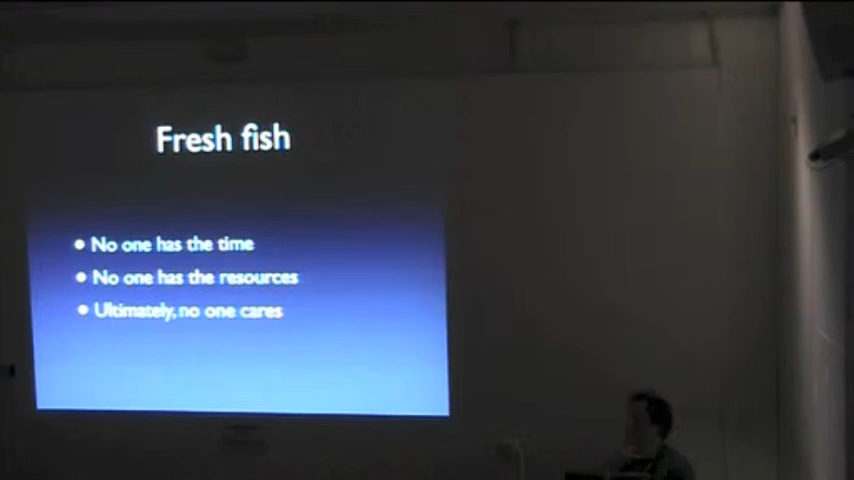 Fresh fish
• No one has the time
• No one has the resources
• Ultimately, no one cares